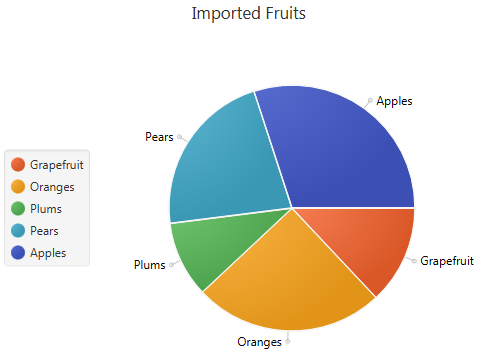 Imported Fruits
Apples
Pears
Grapefruit
Oranges
Plums
Pears
Apples
Plums
Grapefruit
Oranges